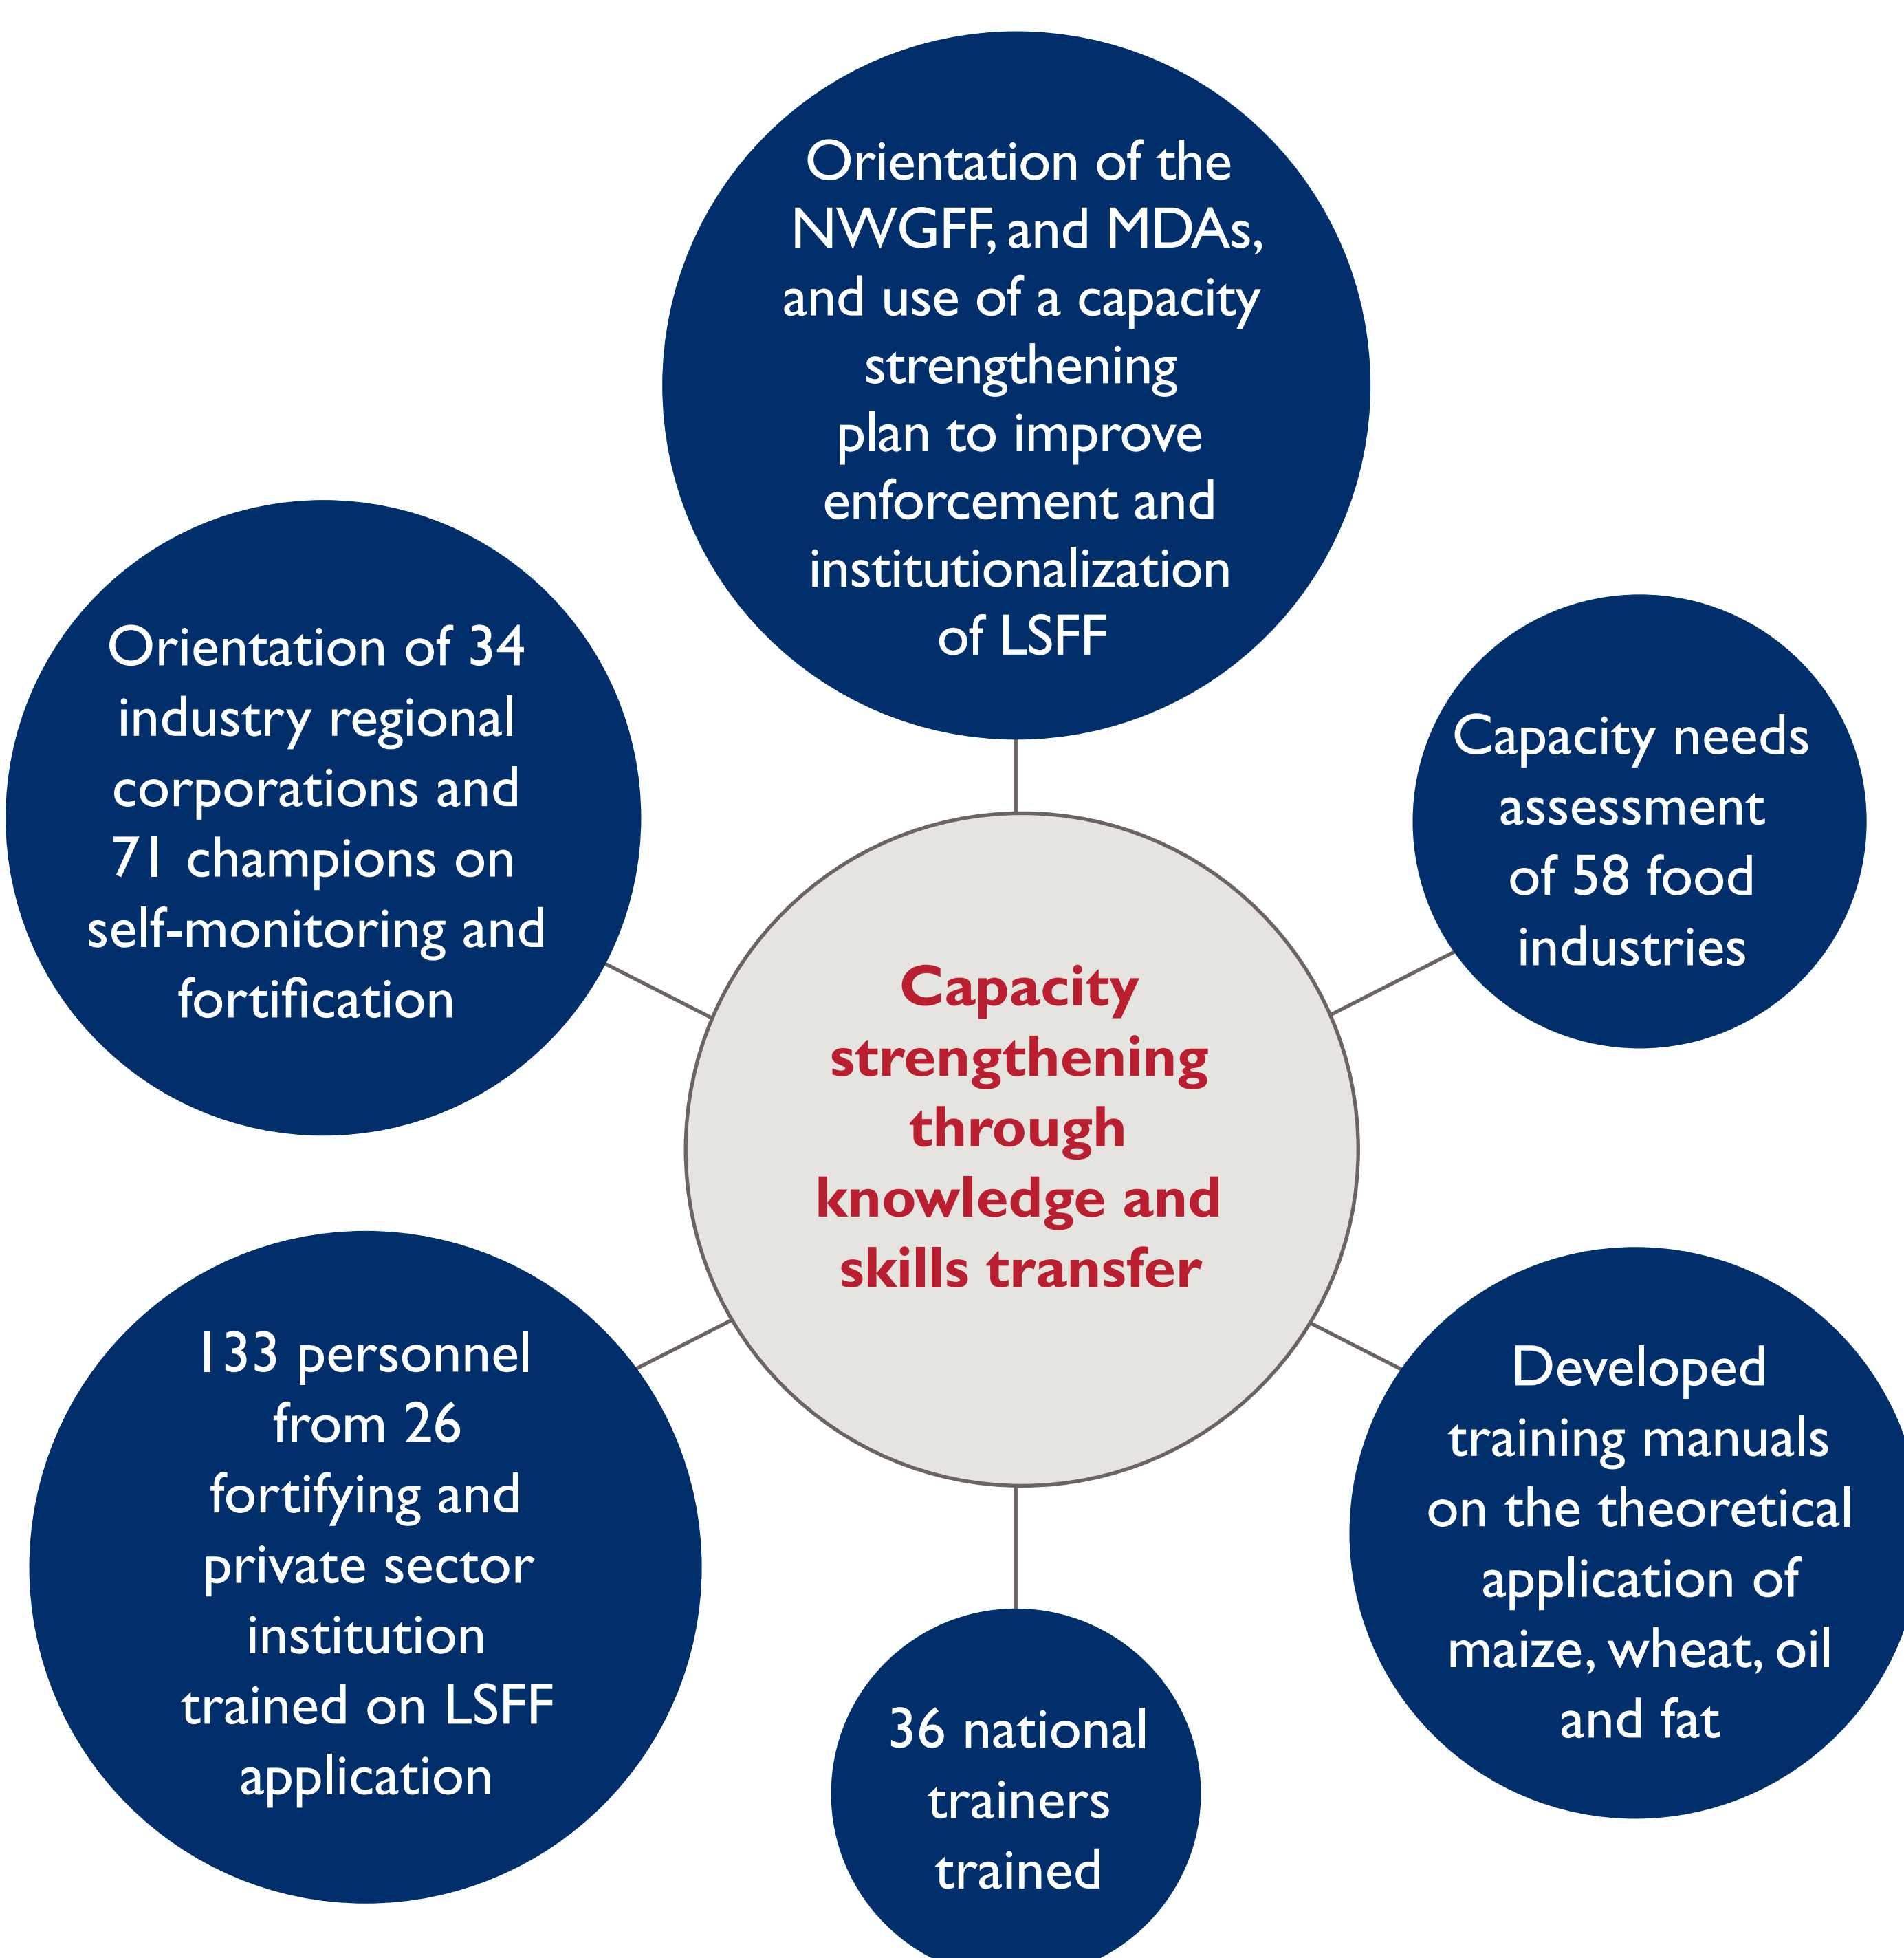 Orientation of the
NWGFF, and MDAs,
and use of a capacity
strengthening
plan to improve
enforcement and
institutionalization
of LSFF
Orientation of 34
industry regional
corporations and
71 champions on
self-monitoring and
fortification
Capacity needs
assessment
of 58 food
industries
Capacity
strengthening
through
knowledge and
skills transfer
133 personnel
from 26
fortifying and
private sector
institution
trained on LSFF
application
Developed
training manuals
on the theoretical
application of
maize, wheat, oil
and fat
36 national
trainers
trained